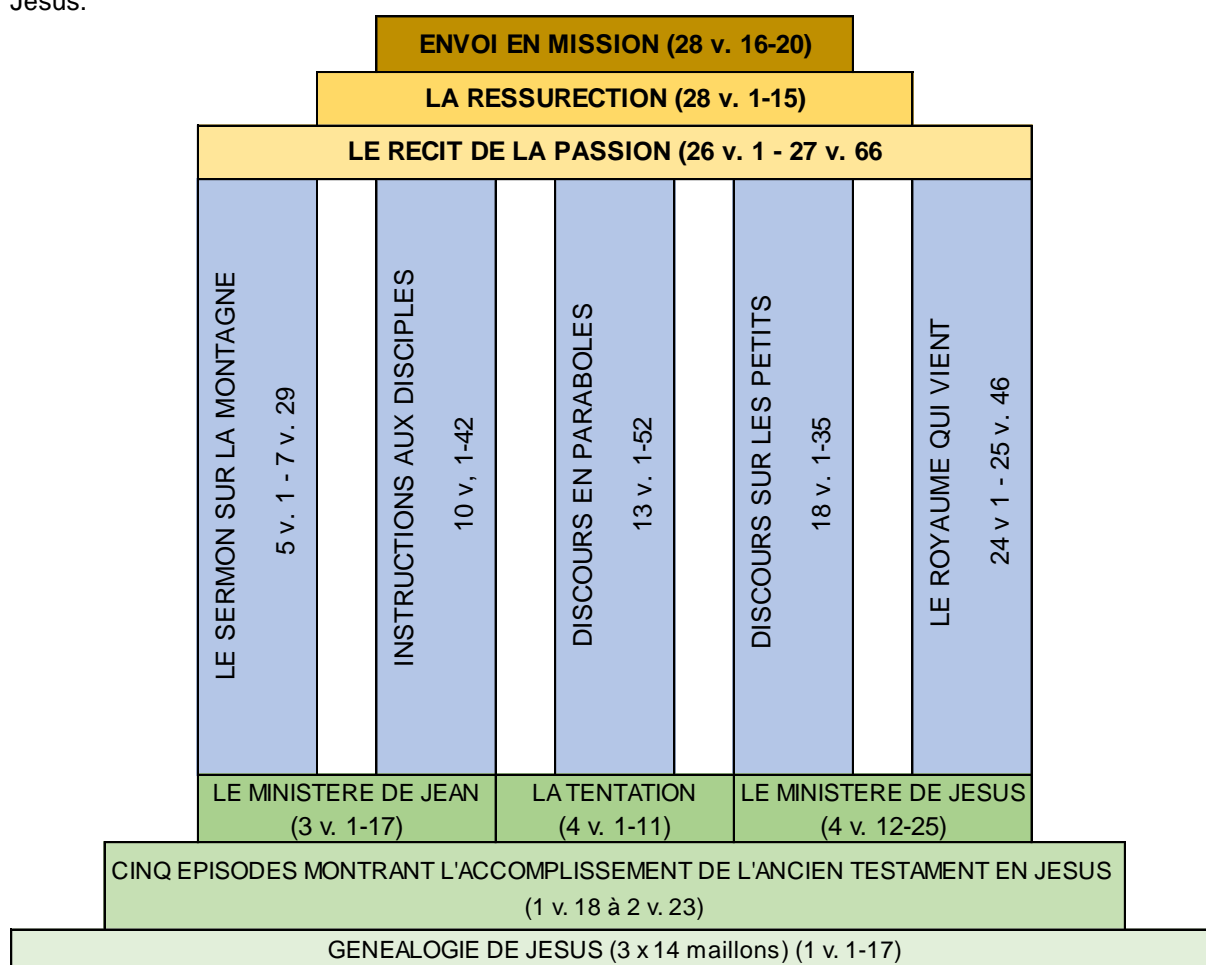 Jésus.
ENVOI EN MISSION (28 v. 16-20)
LA RESSURECTION (28 v. 1-15)
LE RECIT DE LA PASSION (26 v. 1 - 27 v. 66
LE SERMON SUR LA MONTAGNE
5 v. 1 - 7 v. 29
INSTRUCTIONS AUX DISCIPLES
10 v, 1-42
DISCOURS EN PARABOLES
13 v. 1-52
DISCOURS SUR LES PETITS
18 v. 1-35
LE ROYAUME QUI VIENT
24 v 1 - 25 v. 46
LE MINISTERE DE JEAN
(3 v. 1-17)
LA TENTATION
(4 v. 1-11)
LE MINISTERE DE JESUS
(4 v. 12-25)
CINQ EPISODES MONTRANT L'ACCOMPLISSEMENT DE L'ANCIEN TESTAMENT EN JESUS
(1 v. 18 à 2 v. 23)
GENEALOGIE DE JESUS (3 x 14 maillons) (1 v. 1-17)